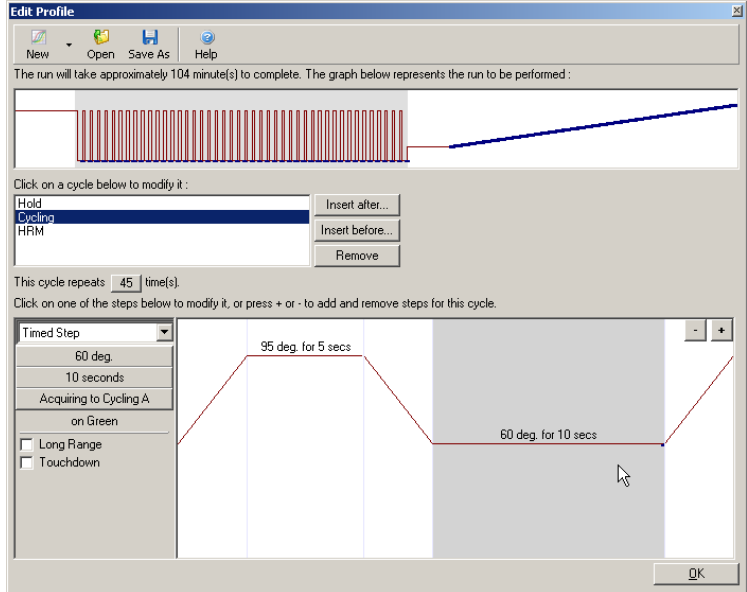 Edit Profile
New Open Save As Help
The run will take approximately 104 minute(s) to complete. The graph below represents the run to be performed :
Click on a cycle below to modify it :
Hold
Cycling
HRM
Insert after...
Insert before...
Remove
This cycle repeats 45 time(s).
Click on one of the steps below to modify it, or press + or - to add and remove steps for this cycle.
Timed Step
60 deg.
10 seconds
Acquiring to Cycling A
on Green
Long Range
Touchdown
95 deg. for 5 secs
60 deg. for 10 secs
- +
OK